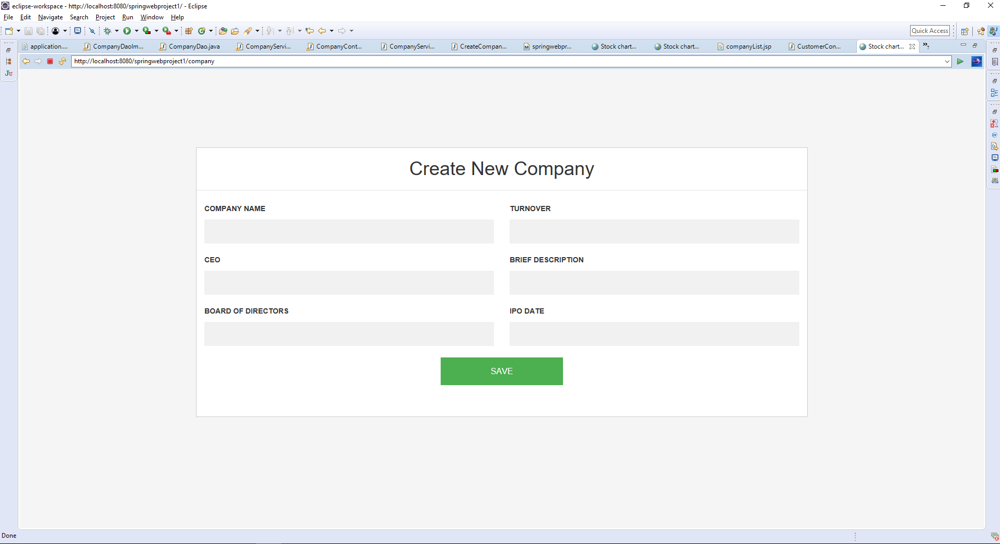 eclipse-workspace - http://localhost:8080/springwebproject1/ - Eclipse
File Edit Navigate Search Project Run Window Help
Quick Access
application.... CompanyDaoIm... CompanyDao.java CompanyServi... CompanyCont... CompanyServi... CreateCompan... springwebpr... Stock chart... Stock chart... companyList.jsp CustomerCon... Stock chart... »7
http://localhost:8080/springwebproject1/company
Create New Company
COMPANY NAME TURNOVER
CEO BRIEF DESCRIPTION
BOARD OF DIRECTORS IPO DATE
SAVE
Done